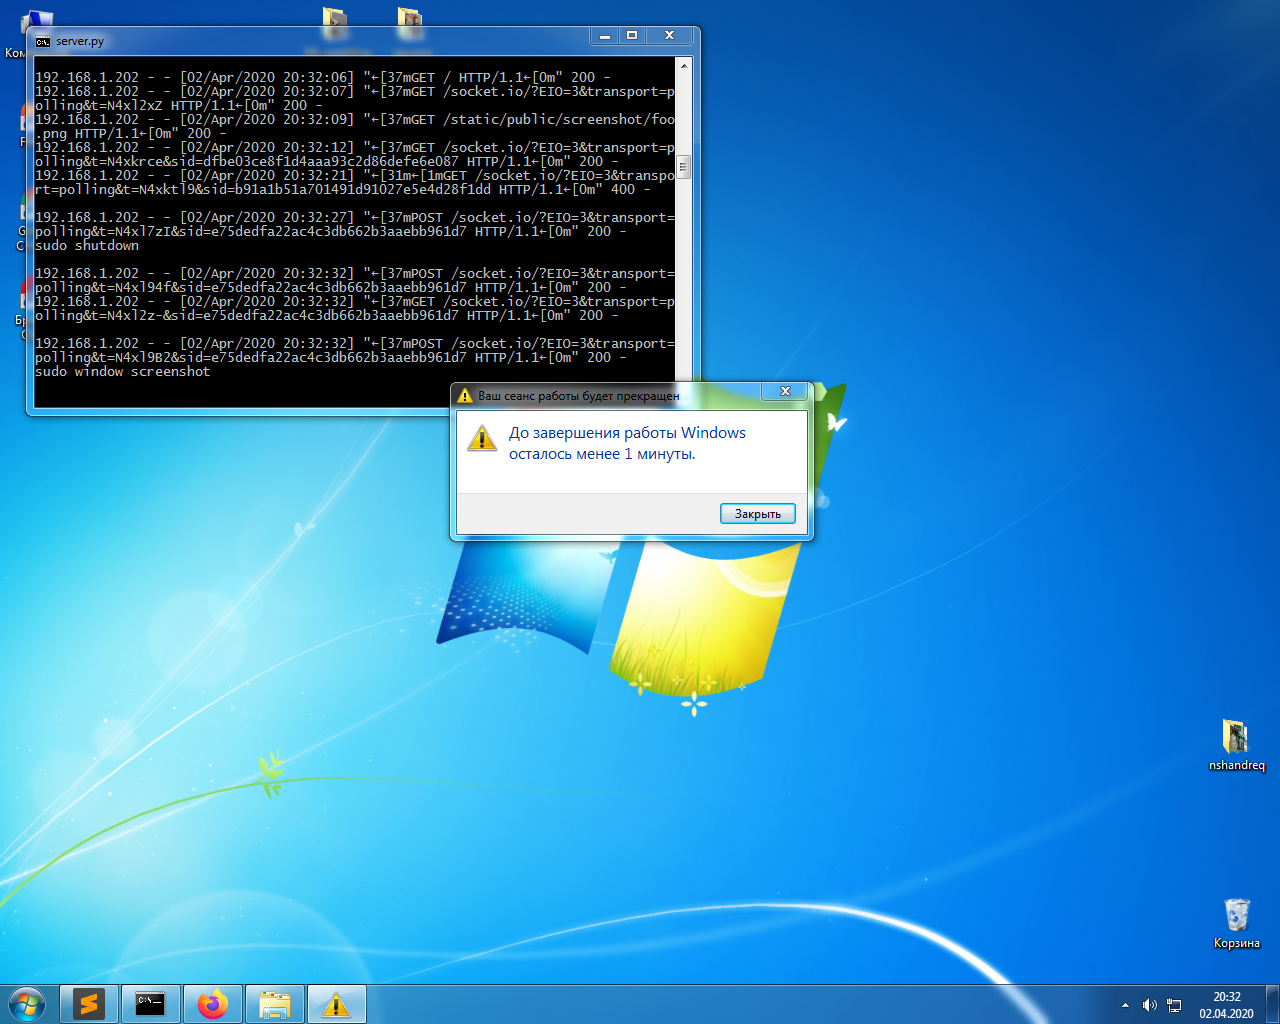 Ком
server.py
192.168.1.202 - - [02/Apr/2020 20:32:06] "←[37mGET / HTTP/1.1←[0m" 200 -
192.168.1.202 - - [02/Apr/2020 20:32:07] "←[37mGET /socket.io/?EIO=3&transport=p
olling&t=N4xl2xZ HTTP/1.1←[0m" 200 -
192.168.1.202 - - [02/Apr/2020 20:32:09] "←[37mGET /static/public/screenshot/foo
.png HTTP/1.1←[0m" 200 -
192.168.1.202 - - [02/Apr/2020 20:32:12] "←[37mGET /socket.io/?EIO=3&transport=p
olling&t=N4xkrce&sid=dfbe03ce8f1d4aaa93c2d86defe6e087 HTTP/1.1←[0m" 200 -
192.168.1.202 - - [02/Apr/2020 20:32:21] "←[31m←[1mGET /socket.io/?EIO=3&transpo
rt=polling&t=N4xktl9&sid=b91a1b51a701491d91027e5e4d28f1dd HTTP/1.1←[0m" 400 -
192.168.1.202 - - [02/Apr/2020 20:32:27] "←[37mPOST /socket.io/?EIO=3&transport=
polling&t=N4xl7zI&sid=e75dedfa22ac4c3db662b3aaebb961d7 HTTP/1.1←[0m" 200 -
sudo shutdown
192.168.1.202 - - [02/Apr/2020 20:32:32] "←[37mPOST /socket.io/?EIO=3&transport=
polling&t=N4xl94f&sid=e75dedfa22ac4c3db662b3aaebb961d7 HTTP/1.1←[0m" 200 -
192.168.1.202 - - [02/Apr/2020 20:32:32] "←[37mGET /socket.io/?EIO=3&transport=p
olling&t=N4xl2z-&sid=e75dedfa22ac4c3db662b3aaebb961d7 HTTP/1.1←[0m" 200 -
192.168.1.202 - - [02/Apr/2020 20:32:32] "←[37mPOST /socket.io/?EIO=3&transport=
polling&t=N4xl9B2&sid=e75dedfa22ac4c3db662b3aaebb961d7 HTTP/1.1←[0m" 200 -
sudo window screenshot
Ваш сеанс работы будет прекращен
До завершения работы Windows
осталось менее 1 минуты.
Закрыть
nshandreq
Корзина
20:32
02.04.2020